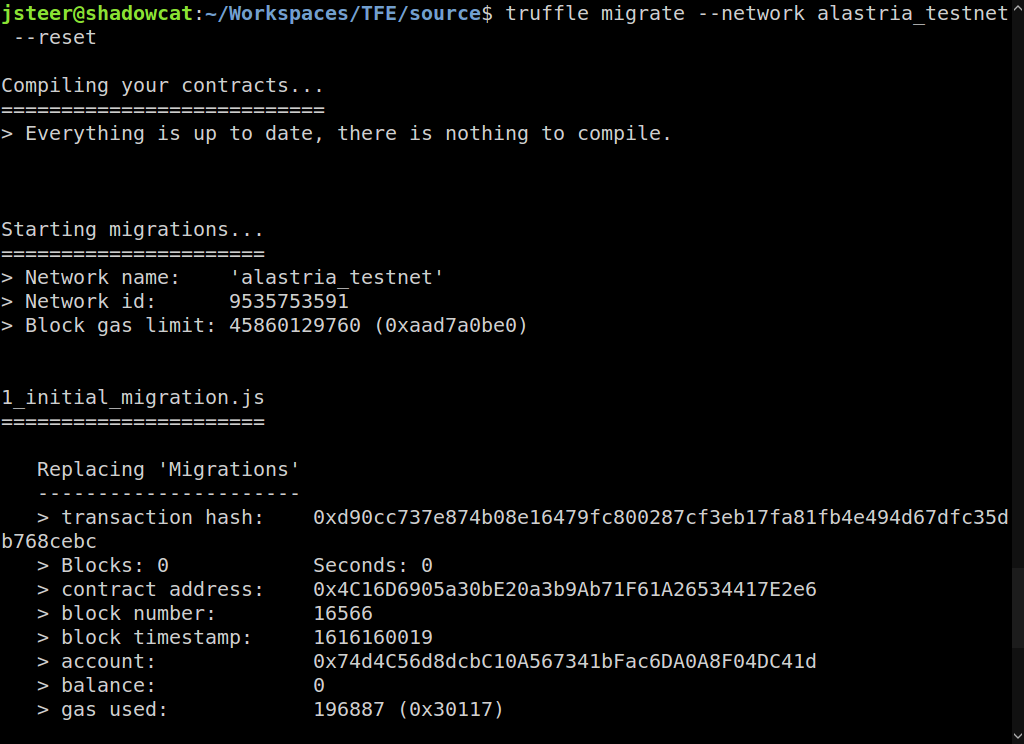 jsteer@shadowcat:~/Workspaces/TFE/source$ truffle migrate --network alastria_testnet
--reset
Compiling your contracts...
===========================
> Everything is up to date, there is nothing to compile.
Starting migrations...
======================
> Network name:    'alastria_testnet'
> Network id:      9535753591
> Block gas limit: 45860129760 (0xaad7a0be0)
1_initial_migration.js
======================
   Replacing 'Migrations'
   ----------------------
   > transaction hash:    0xd90cc737e874b08e16479fc800287cf3eb17fa81fb4e494d67dfc35d
b768cebc
   > Blocks: 0            Seconds: 0
   > contract address:    0x4C16D6905a30bE20a3b9Ab71F61A26534417E2e6
   > block number:        16566
   > block timestamp:     1616160019
   > account:             0x74d4C56d8dcbC10A567341bFac6DA0A8F04DC41d
   > balance:             0
   > gas used:            196887 (0x30117)